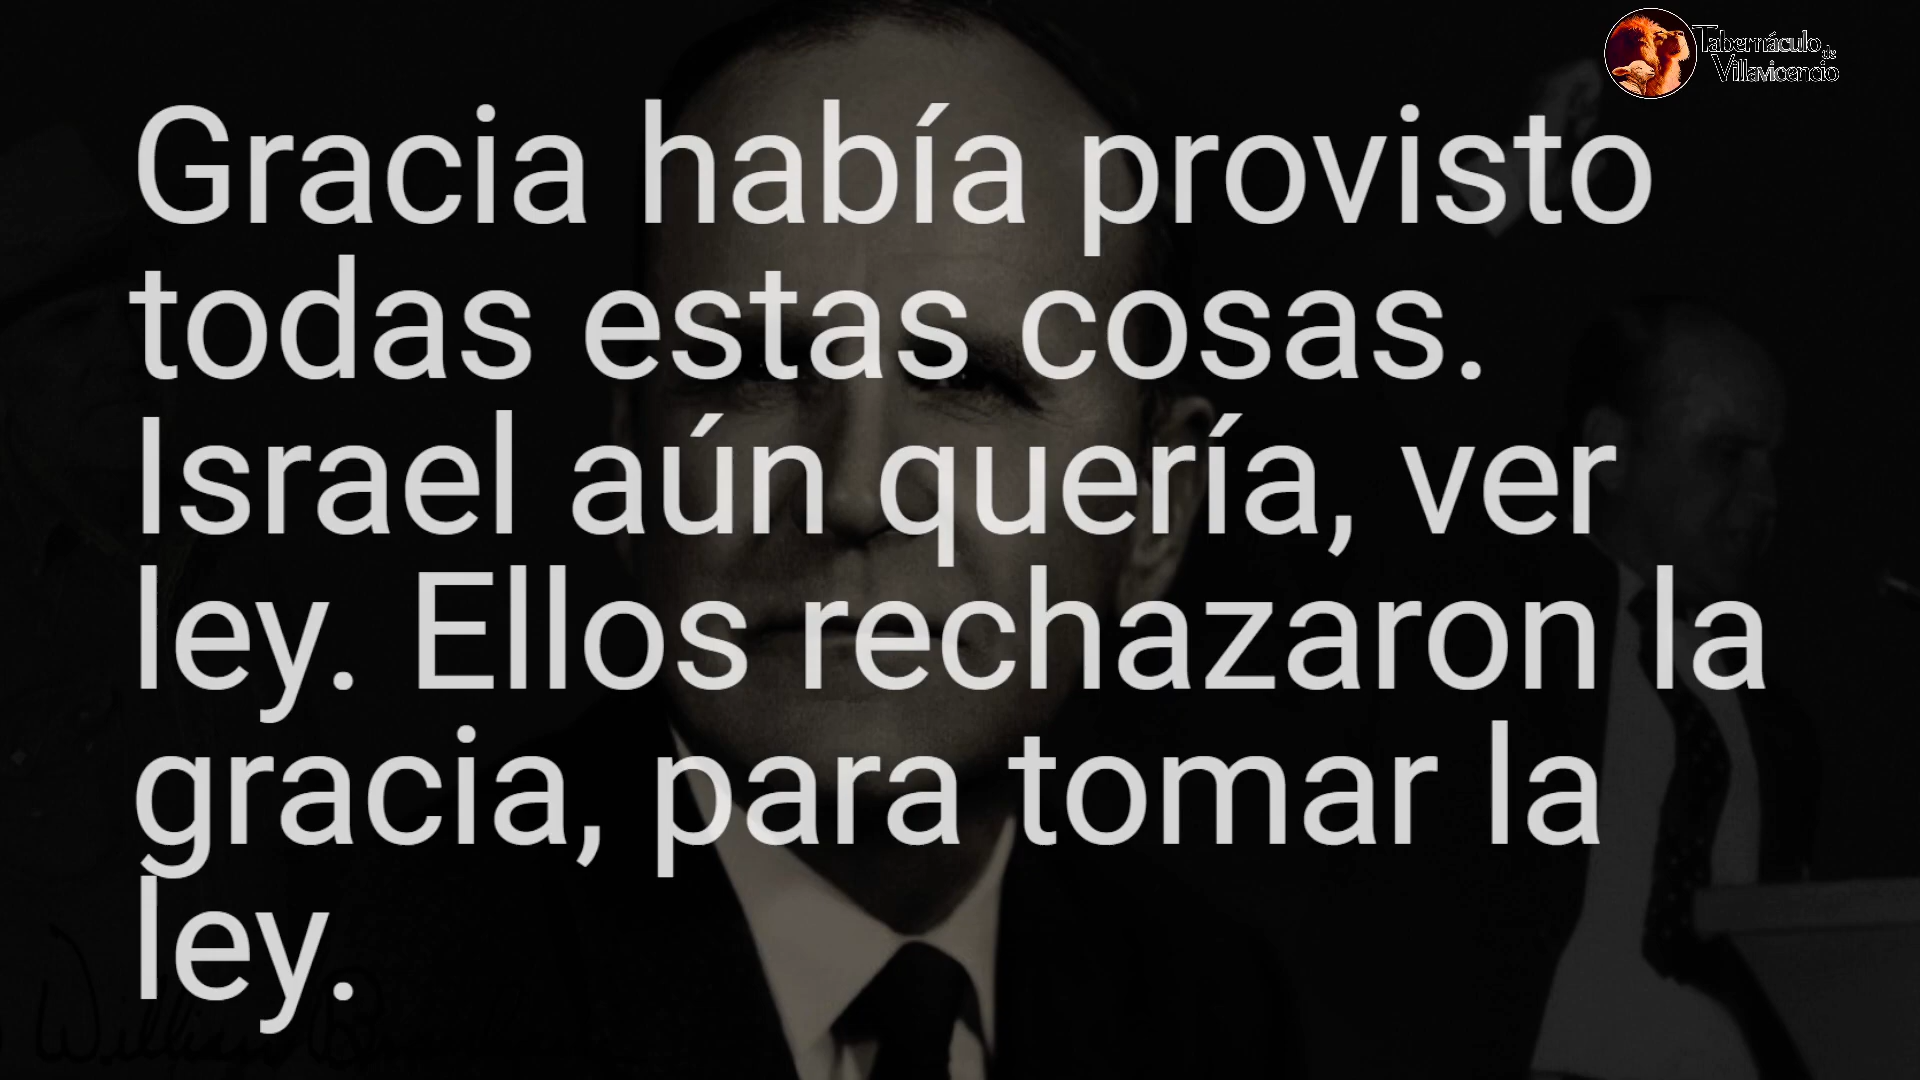 Tabernáculo de
Villavicencio
Gracia había provisto
todas estas cosas.
Israel aún quería, ver
ley. Ellos rechazaron la
gracia, para tomar la
ley.
William